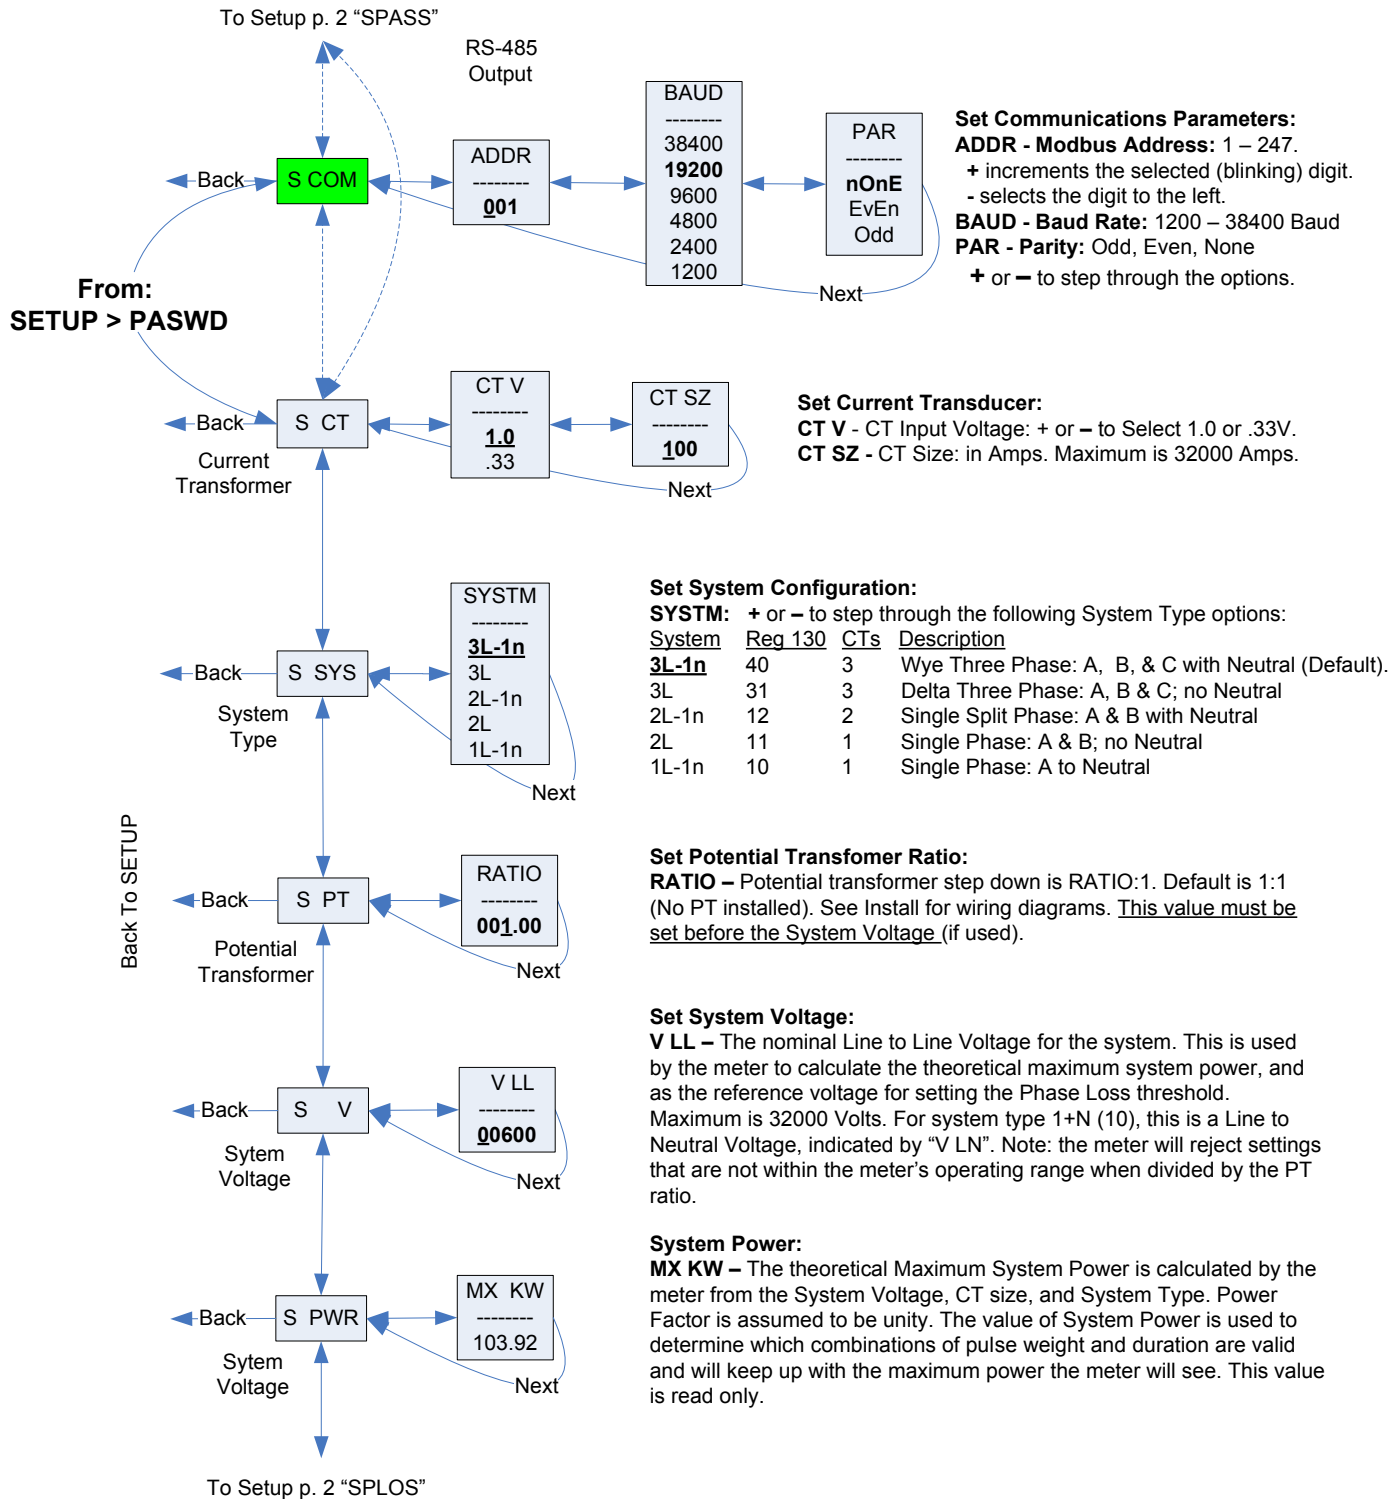 To Setup p. 2 “SPASS”
RS-485
Output
Back
S COM
ADDR
--------
001
BAUD
--------
38400
19200
9600
4800
2400
1200
PAR
--------
nOnE
EvEn
Odd
Next
Set Communications Parameters:
ADDR - Modbus Address: 1 – 247.
+ increments the selected (blinking) digit.
- selects the digit to the left.
BAUD - Baud Rate: 1200 – 38400 Baud
PAR - Parity: Odd, Even, None
+ or – to step through the options.
From:
SETUP > PASWD
Back
S CT
Current
Transformer
CT V
--------
1.0
.33
CT SZ
--------
100
Next
Set Current Transducer:
CT V - CT Input Voltage: + or – to Select 1.0 or .33V.
CT SZ - CT Size: in Amps. Maximum is 32000 Amps.
Back
S SYS
System
Type
SYSTM
--------
3L-1n
3L
2L-1n
2L
1L-1n
Next
Set System Configuration:
SYSTM: + or – to step through the following System Type options:
System Reg 130 CTs Description
3L-1n 40 3 Wye Three Phase: A, B, & C with Neutral (Default).
3L 31 3 Delta Three Phase: A, B & C; no Neutral
2L-1n 12 2 Single Split Phase: A & B with Neutral
2L 11 1 Single Phase: A & B; no Neutral
1L-1n 10 1 Single Phase: A to Neutral
Back To SETUP
Back
S PT
Potential
Transformer
RATIO
--------
001.00
Next
Set Potential Transfomer Ratio:
RATIO – Potential transformer step down is RATIO:1. Default is 1:1
(No PT installed). See Install for wiring diagrams. This value must be
set before the System Voltage (if used).
Back
S V
Sytem
Voltage
V LL
--------
00600
Next
Set System Voltage:
V LL – The nominal Line to Line Voltage for the system. This is used
by the meter to calculate the theoretical maximum system power, and
as the reference voltage for setting the Phase Loss threshold.
Maximum is 32000 Volts. For system type 1+N (10), this is a Line to
Neutral Voltage, indicated by “V LN”. Note: the meter will reject settings
that are not within the meter’s operating range when divided by the PT
ratio.
Back
S PWR
Sytem
Voltage
MX KW
--------
103.92
Next
System Power:
MX KW – The theoretical Maximum System Power is calculated by the
meter from the System Voltage, CT size, and System Type. Power
Factor is assumed to be unity. The value of System Power is used to
determine which combinations of pulse weight and duration are valid
and will keep up with the maximum power the meter will see. This value
is read only.
To Setup p. 2 “SPLOS”